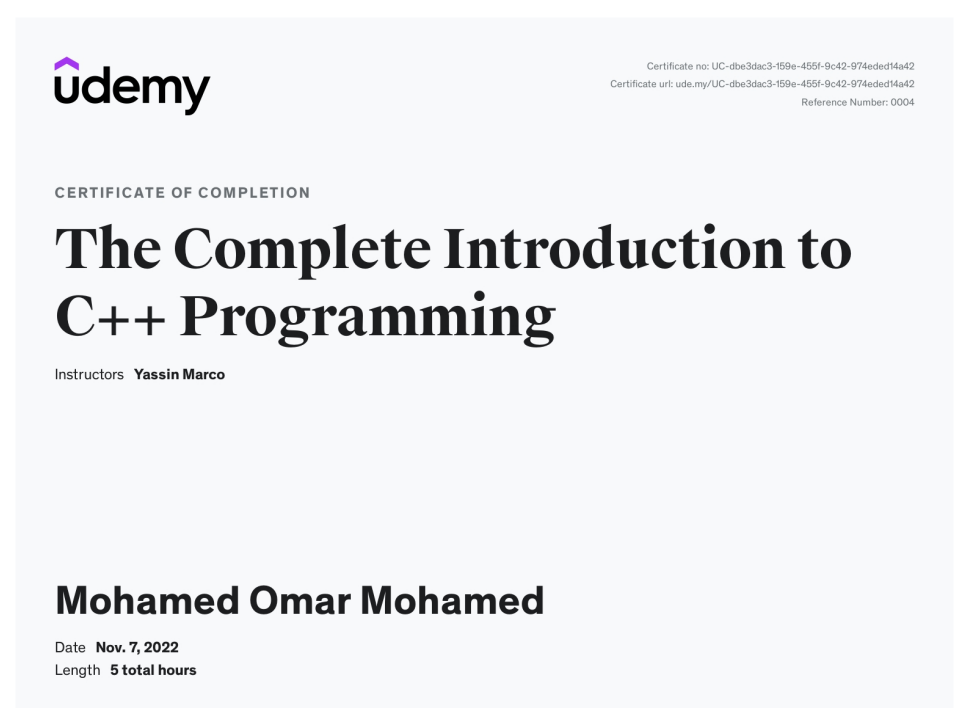 udemy
Certificate no: UC-dbe3dac3-159e-455f-9c42-974eded14a42
Certificate url: ude.my/UC-dbe3dac3-159e-455f-9c42-974eded14a42
Reference Number: 0004
CERTIFICATE OF COMPLETION
The Complete Introduction to
C++ Programming
Instructors Yassin Marco
Mohamed Omar Mohamed
Date Nov. 7, 2022
Length 5 total hours